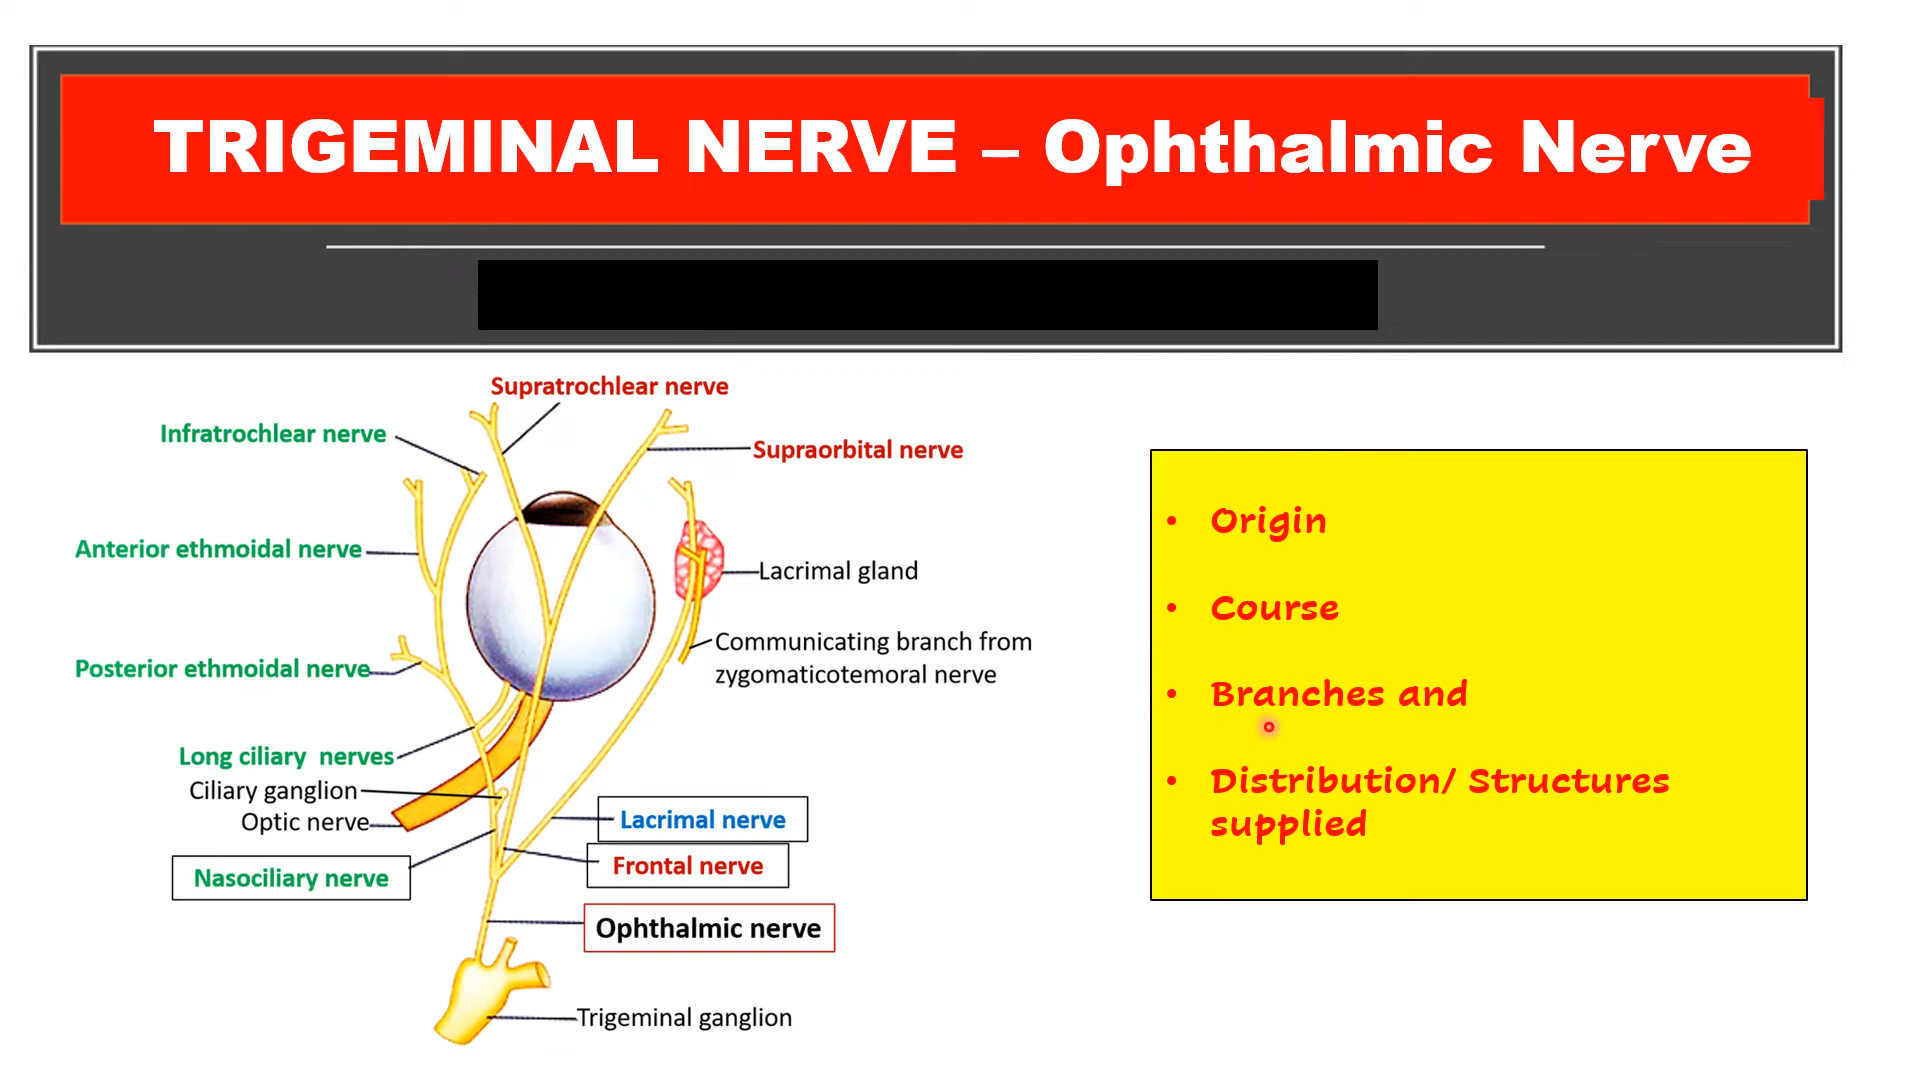 TRIGEMINAL NERVE – Ophthalmic Nerve
Supratrochlear nerve
Infratrochlear nerve
Supraorbital nerve
Anterior ethmoidal nerve
Lacrimal gland
Communicating branch from
zygomaticotemoral nerve
Posterior ethmoidal nerve
Long ciliary nerves
Ciliary ganglion
Optic nerve
Lacrimal nerve
Frontal nerve
Nasociliary nerve
Ophthalmic nerve
Trigeminal ganglion
• Origin
• Course
• Branches and
• Distribution/ Structures
supplied